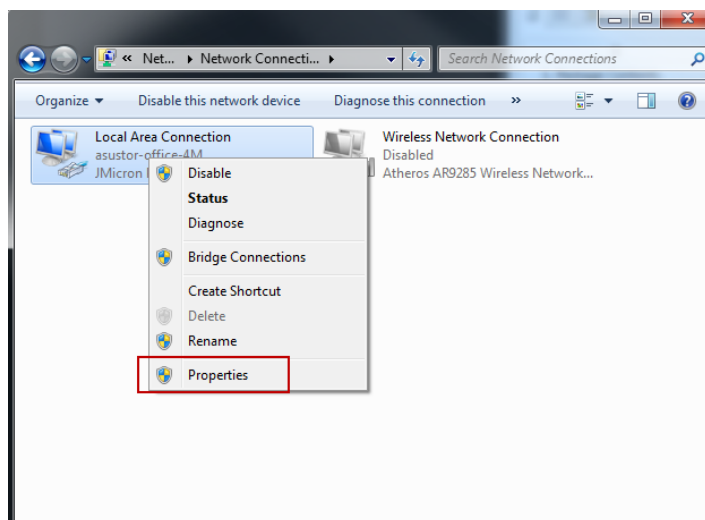 « Net... Network Connecti...
Search Network Connections
Organize Disable this network device Diagnose this connection »
Local Area Connection
asustor-office-4M
JMicron
Wireless Network Connection
Disabled
Atheros AR9285 Wireless Network...
Disable
Status
Diagnose
Bridge Connections
Create Shortcut
Delete
Rename
Properties